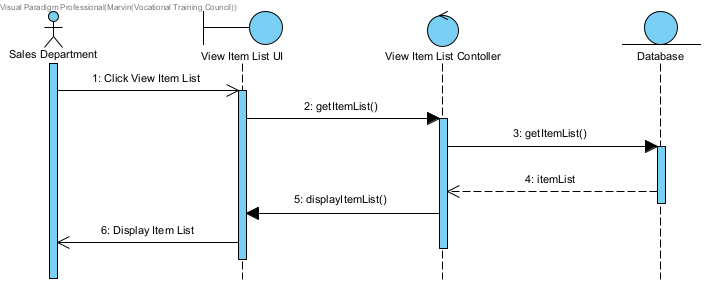 Visual Paradigm Professional(Marvin(Vocational Training Council))
Sales Department
View Item List UI
View Item List Contoller
Database
1: Click View Item List
2: getItemList()
3: getItemList()
4: itemList
5: displayItemList()
6: Display Item List